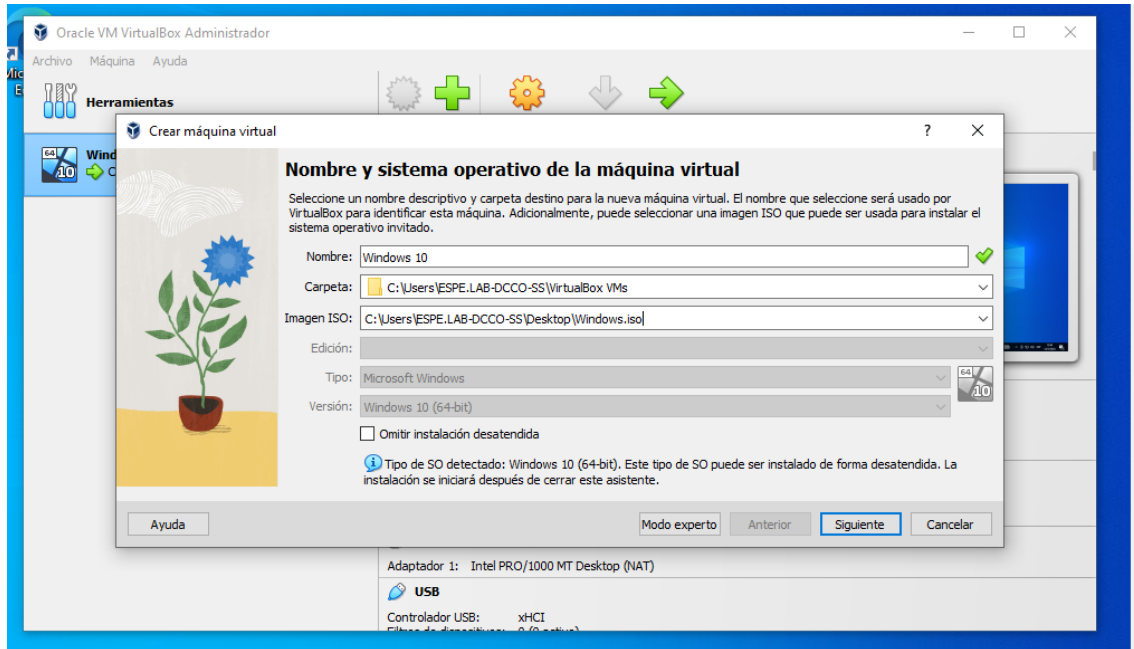 Oracle VM VirtualBox Administrador
Archivo Máquina Ayuda
Herramientas
Crear máquina virtual
Wind
64
10
Nombre y sistema operativo de la máquina virtual
Seleccione un nombre descriptivo y carpeta destino para la nueva máquina virtual. El nombre que seleccione será usado por
VirtualBox para identificar esta máquina. Adicionalmente, puede seleccionar una imagen ISO que puede ser usada para instalar el
sistema operativo invitado.
Nombre: Windows 10
Carpeta: C:\Users\ESPE.LAB-DCCO-SS\VirtualBox VMs
Imagen ISO: C:\Users\ESPE.LAB-DCCO-SS\Desktop\Windows.iso
Edición:
Tipo: Microsoft Windows
64
10
Versión: Windows 10 (64-bit)
Omitir instalación desatendida
Tipo de SO detectado: Windows 10 (64-bit). Este tipo de SO puede ser instalado de forma desatendida. La
instalación se iniciará después de cerrar este asistente.
Ayuda Modo experto Anterior Siguiente Cancelar
Adaptador 1: Intel PRO/1000 MT Desktop (NAT)
USB
Controlador USB: xHCI